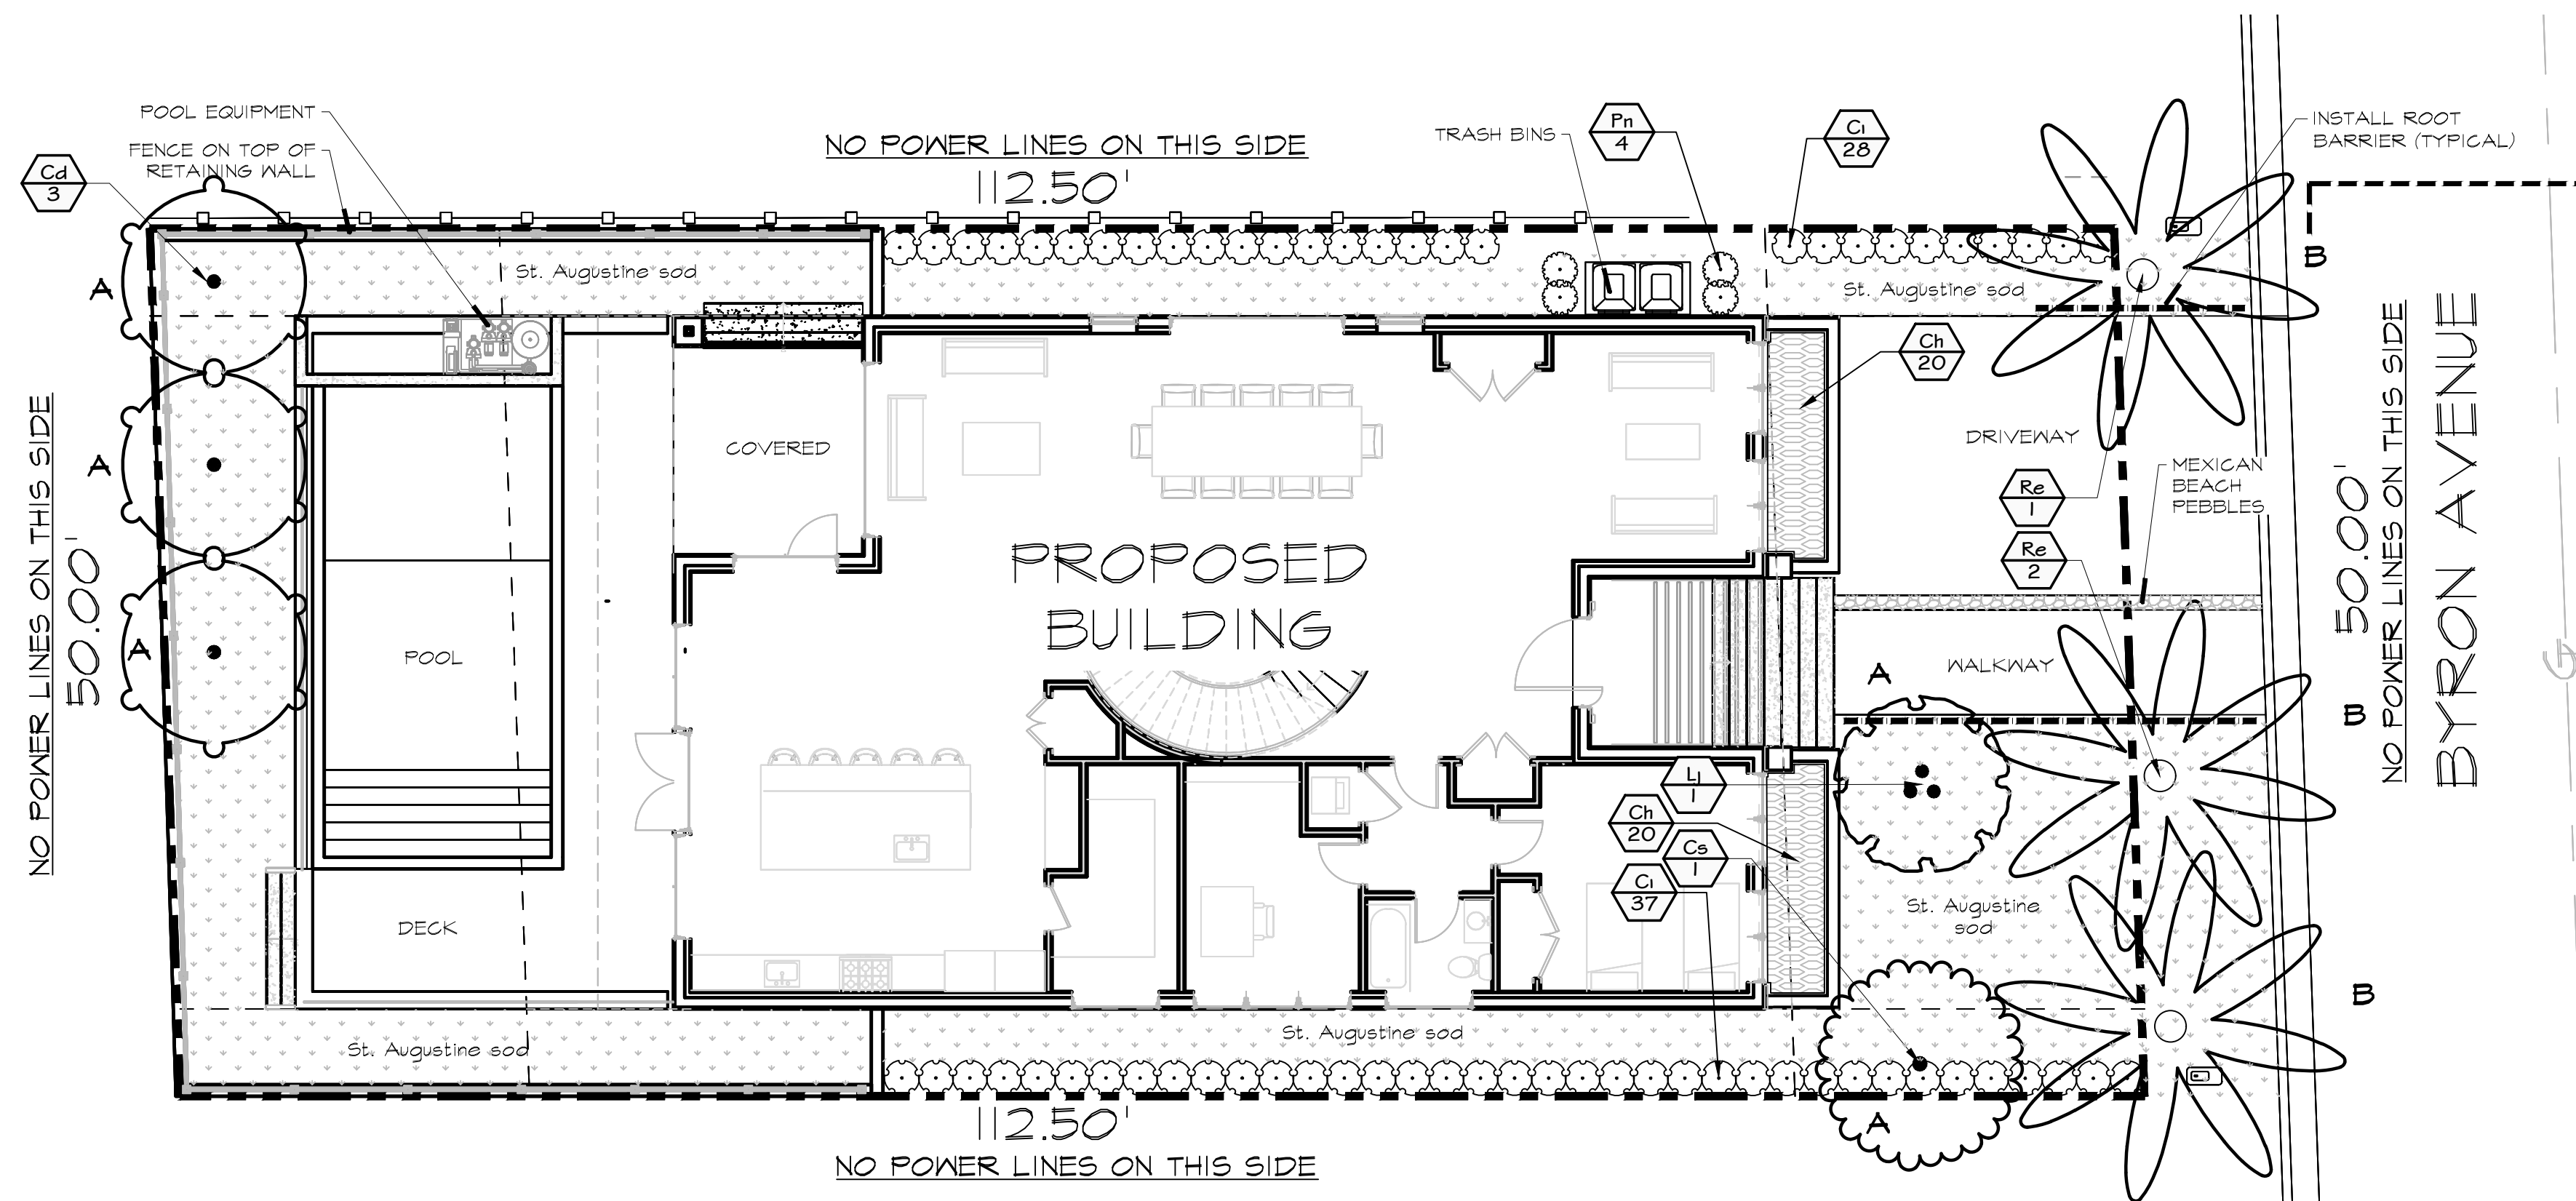 POOL EQUIPMENT
FENCE ON TOP OF
RETAINING WALL
Cd
3
NO POWER LINES ON THIS SIDE
112.50'
TRASH BINS
Pn
4
Ci
28
INSTALL ROOT
BARRIER (TYPICAL)
A
St. Augustine sod
St. Augustine sod
B
Ch
20
A
COVERED
DRIVEWAY
MEXICAN
BEACH
PEBBLES
Re
1
Re
2
PROPOSED
BUILDING
A
POOL
A
WALKWAY
B
Lj
1
Ch
20
Cs
1
Ci
37
St. Augustine
sod
DECK
B
St. Augustine sod
St. Augustine sod
A
112.50'
NO POWER LINES ON THIS SIDE
NO POWER LINES ON THIS SIDE
50.00'
50.00'
NO POWER LINES ON THIS SIDE
BYRON AVENUE